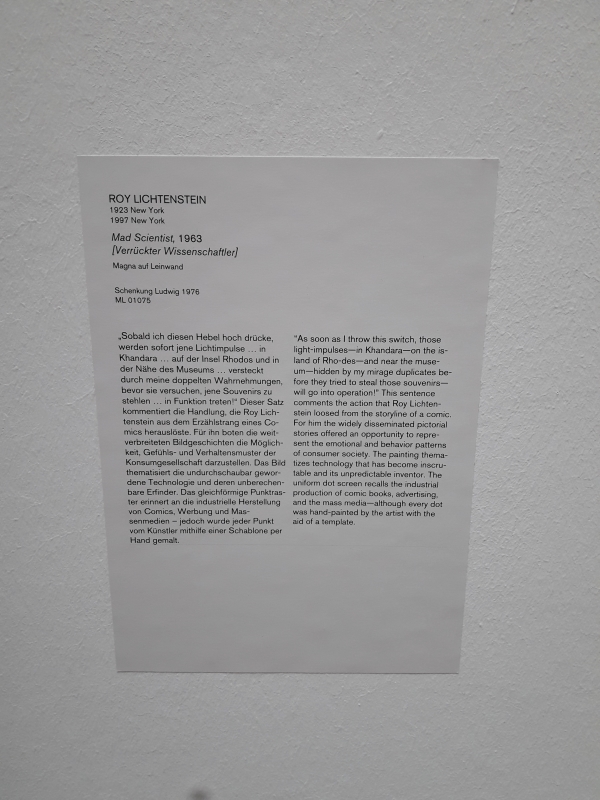 ROY LICHTENSTEIN
1923 New York
1997 New York
Mad Scientist, 1963
[Verrückter Wissenschaftler]
Magna auf Leinwand
Schenkung Ludwig 1976
ML 01075
„Sobald ich diesen Hebel hoch drücke,
werden sofort jene Lichtimpulse ... in
Khandara ... auf der Insel Rhodos und in
der Nähe des Museums ... versteckt
durch meine doppelten Wahrnehmungen,
bevor sie versuchen, jene Souvenirs zu
stehlen ... in Funktion treten!" Dieser Satz
kommentiert die Handlung, die Roy Lich-
tenstein aus dem Erzählstrang eines Co-
mics herauslöste. Für ihn boten die weit-
verbreiteten Bildgeschichten die Möglich-
keit, Gefühls- und Verhaltensmuster der
Konsumgesellschaft darzustellen. Das Bild
thematisiert die undurchschaubar gewor-
dene Technologie und deren unberechen-
bare Erfinder. Das gleichförmige Punktras-
ter erinnert an die industrielle Herstellung
von Comics, Werbung und Mas-
senmedien – jedoch wurde jeder Punkt
vom Künstler mithilfe einer Schablone per
Hand gemalt.
"As soon as I throw this switch, those
light-impulses—in Khandara—on the is-
land of Rho-des—and near the muse-
um—hidden by my mirage duplicates be-
fore they tried to steal those souvenirs—
will go into operation!" This sentence
comments the action that Roy Lichten-
stein loosed from the storyline of a comic.
For him the widely disseminated pictorial
stories offered an opportunity to repre-
sent the emotional and behavior patterns
of consumer society. The painting thema-
tizes technology that has become inscru-
table and its unpredictable inventor. The
uniform dot screen recalls the industrial
production of comic books, advertising,
and the mass media—although every dot
was hand-painted by the artist with the
aid of a template.